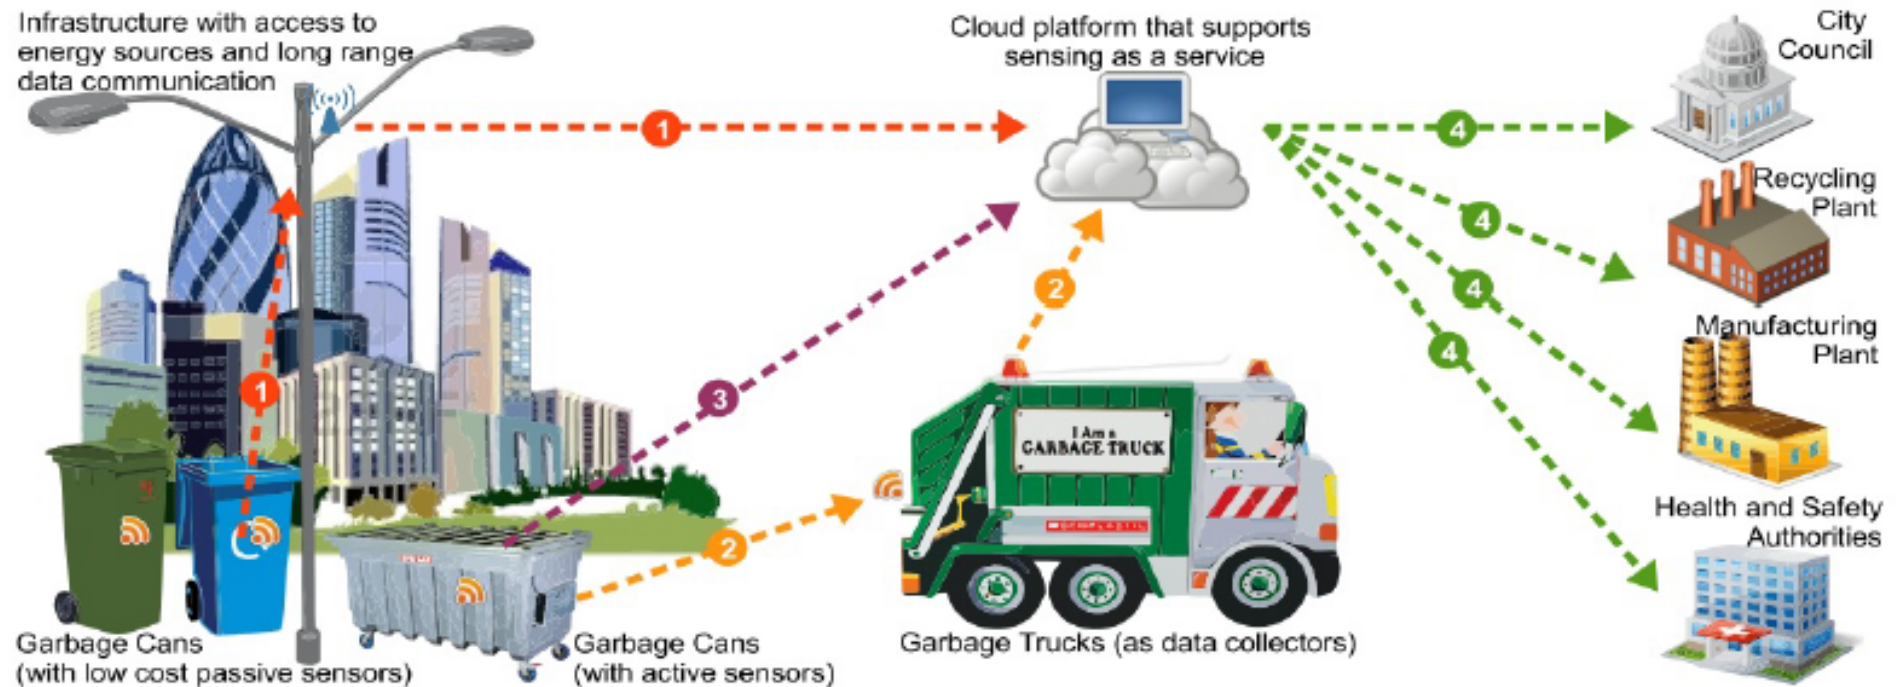 Infrastructure with access to
energy sources and long range
data communication
Cloud platform that supports
sensing as a service
City
Council
1
4
Recycling
Plant
4
2
4
Manufacturing
Plant
4
1
3
I Am a
GARBAGE TRUCK
2
Health and Safety
Authorities
Garbage Cans
(with low cost passive sensors)
Garbage Cans
(with active sensors)
Garbage Trucks (as data collectors)